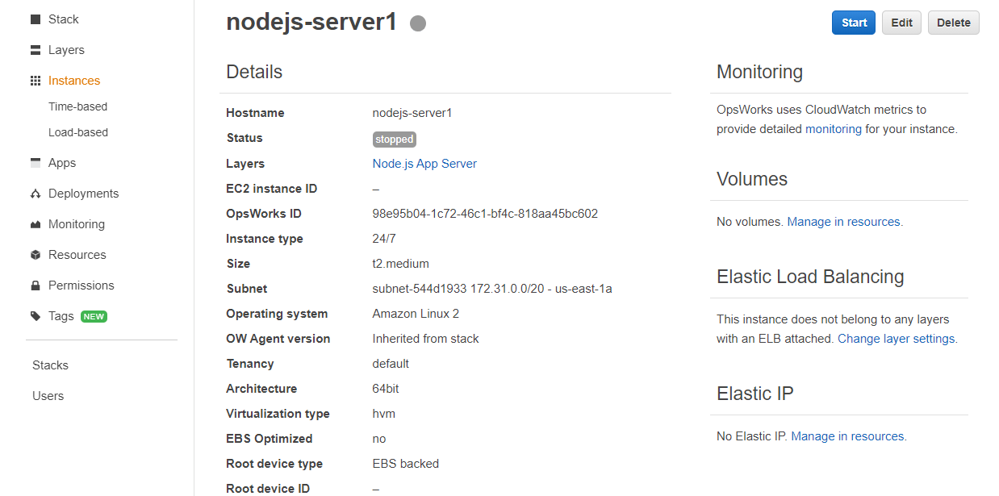 Stack
Layers
Instances
Time-based
Load-based
Apps
Deployments
Monitoring
Resources
Permissions
Tags NEW
Stacks
Users
nodejs-server1
Start Edit Delete
Details
Hostname nodejs-server1
Status stopped
Layers Node.js App Server
EC2 instance ID –
OpsWorks ID 98e95b04-1c72-46c1-bf4c-818aa45bc602
Instance type 24/7
Size t2.medium
Subnet subnet-544d1933 172.31.0.0/20 - us-east-1a
Operating system Amazon Linux 2
OW Agent version Inherited from stack
Tenancy default
Architecture 64bit
Virtualization type hvm
EBS Optimized no
Root device type EBS backed
Root device ID –
Monitoring
OpsWorks uses CloudWatch metrics to
provide detailed monitoring for your instance.
Volumes
No volumes. Manage in resources.
Elastic Load Balancing
This instance does not belong to any layers
with an ELB attached. Change layer settings.
Elastic IP
No Elastic IP. Manage in resources.